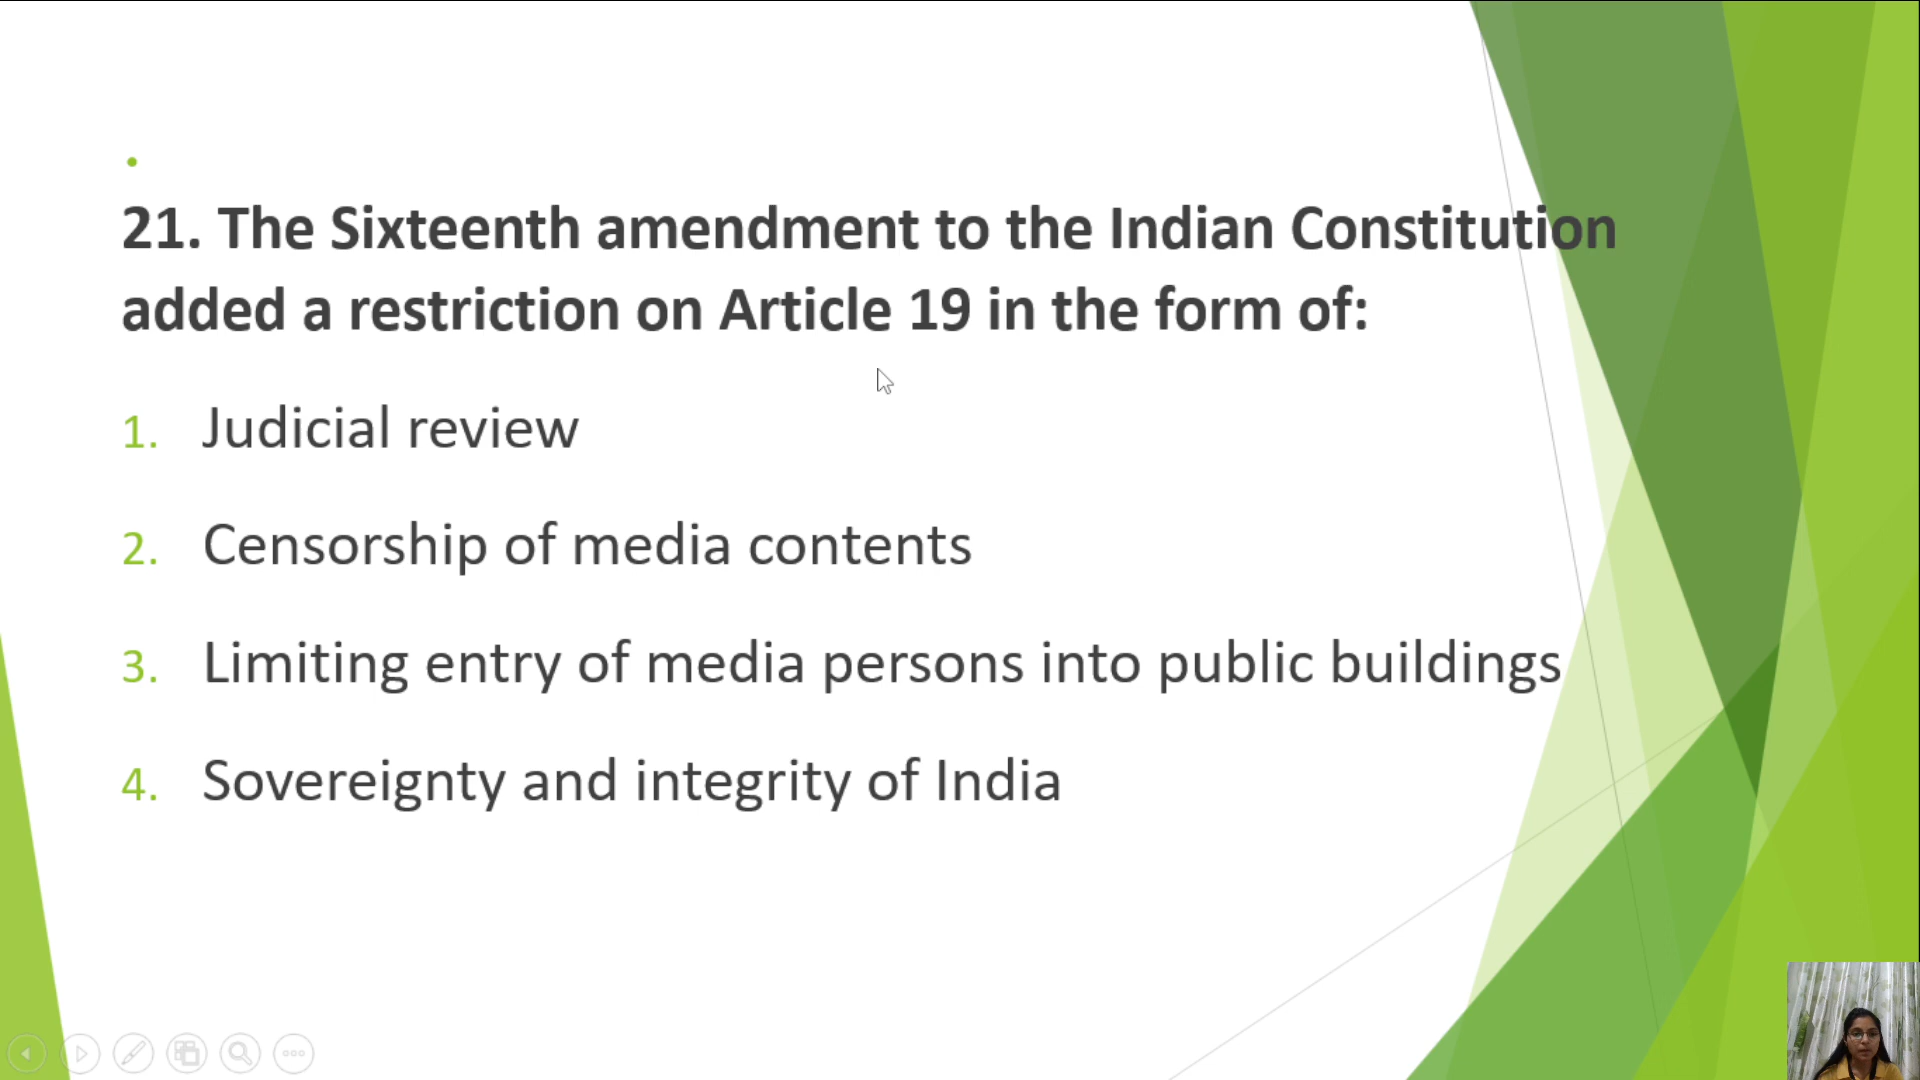 21. The Sixteenth amendment to the Indian Constitution
added a restriction on Article 19 in the form of:
1. Judicial review
2. Censorship of media contents
3. Limiting entry of media persons into public buildings
4. Sovereignty and integrity of India